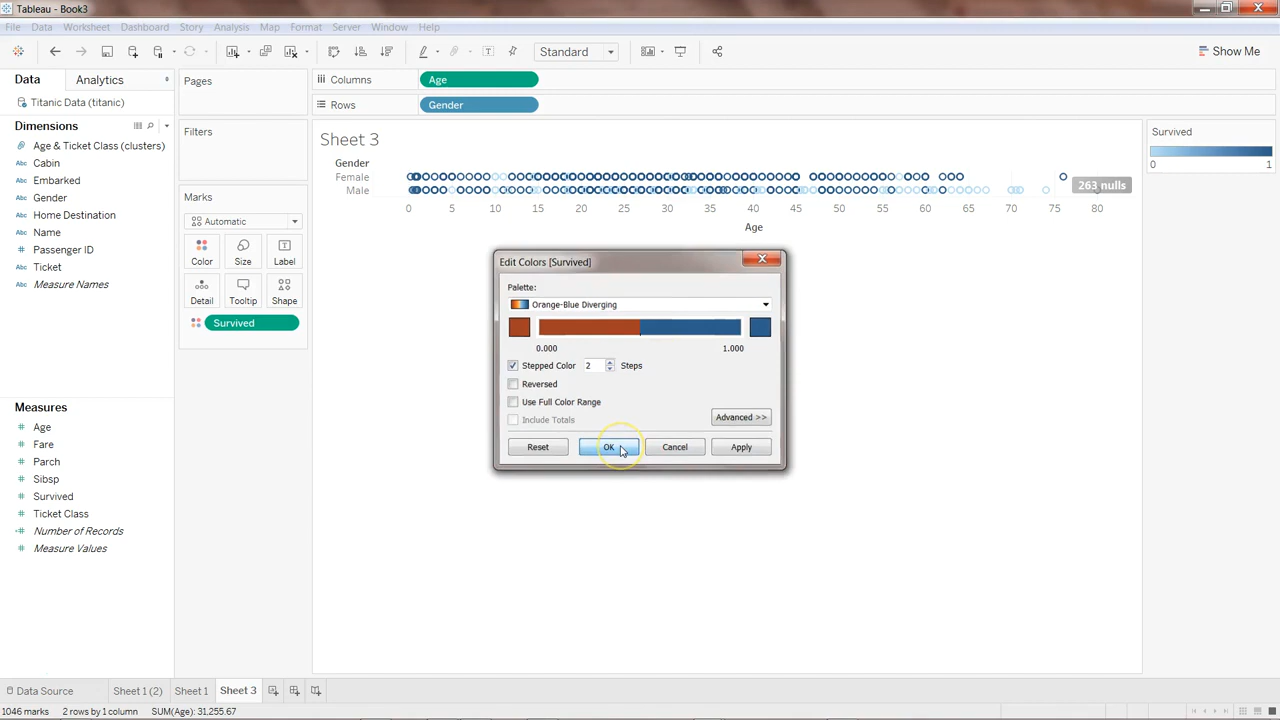 Tableau - Book3
File Data Worksheet Dashboard Story Analysis Map Format Server Window Help
Standard
Show Me
Data Analytics
Pages
Columns Age
Titanic Data (titanic)
Rows Gender
Dimensions
Filters
Survived
0 1
Age & Ticket Class (clusters)
Abc Cabin
Abc Embarked
Abc Gender
Abc Home Destination
Abc Name
# Passenger ID
Abc Ticket
Abc Measure Names
Marks
Automatic
Color Size Label
Detail Tooltip Shape
Survived
Sheet 3
Gender
Female
Male
263 nulls
0 5 10 15 20 25 30 35 40 45 50 55 60 65 70 75 80
Age
Edit Colors [Survived]
Palette:
Orange-Blue Diverging
0.000 1.000
Stepped Color 2 Steps
Reversed
Use Full Color Range
Include Totals
Advanced >>
Reset OK Cancel Apply
Measures
# Age
# Fare
# Parch
# Sibsp
# Survived
# Ticket Class
# Number of Records
# Measure Values
Data Source Sheet 1 (2) Sheet 1 Sheet 3
1046 marks 2 rows by 1 column SUM(Age): 31,255.67